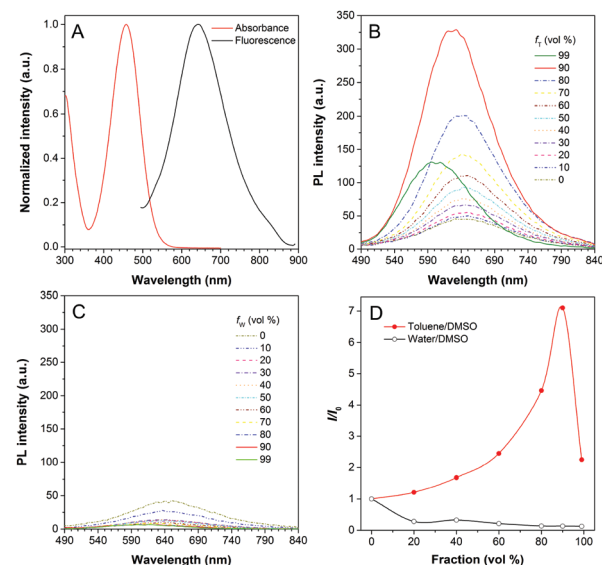 A
Absorbance
Fluorescence
Normalized intensity (a.u.)
1.0
0.8
0.6
0.4
0.2
0.0
300 400 500 600 700 800 900
Wavelength (nm)
B
fT (vol %)
99
90
80
70
60
50
40
30
20
10
0
PL intensity (a.u.)
350
300
250
200
150
100
50
0
490 540 590 640 690 740 790 840
Wavelength (nm)
C
fW (vol %)
0
10
20
30
40
50
60
70
80
90
99
PL intensity (a.u.)
350
300
250
200
150
100
50
0
490 540 590 640 690 740 790 840
Wavelength (nm)
D
Toluene/DMSO
Water/DMSO
I/I0
7
6
5
4
3
2
1
0
0 20 40 60 80 100
Fraction (vol %)